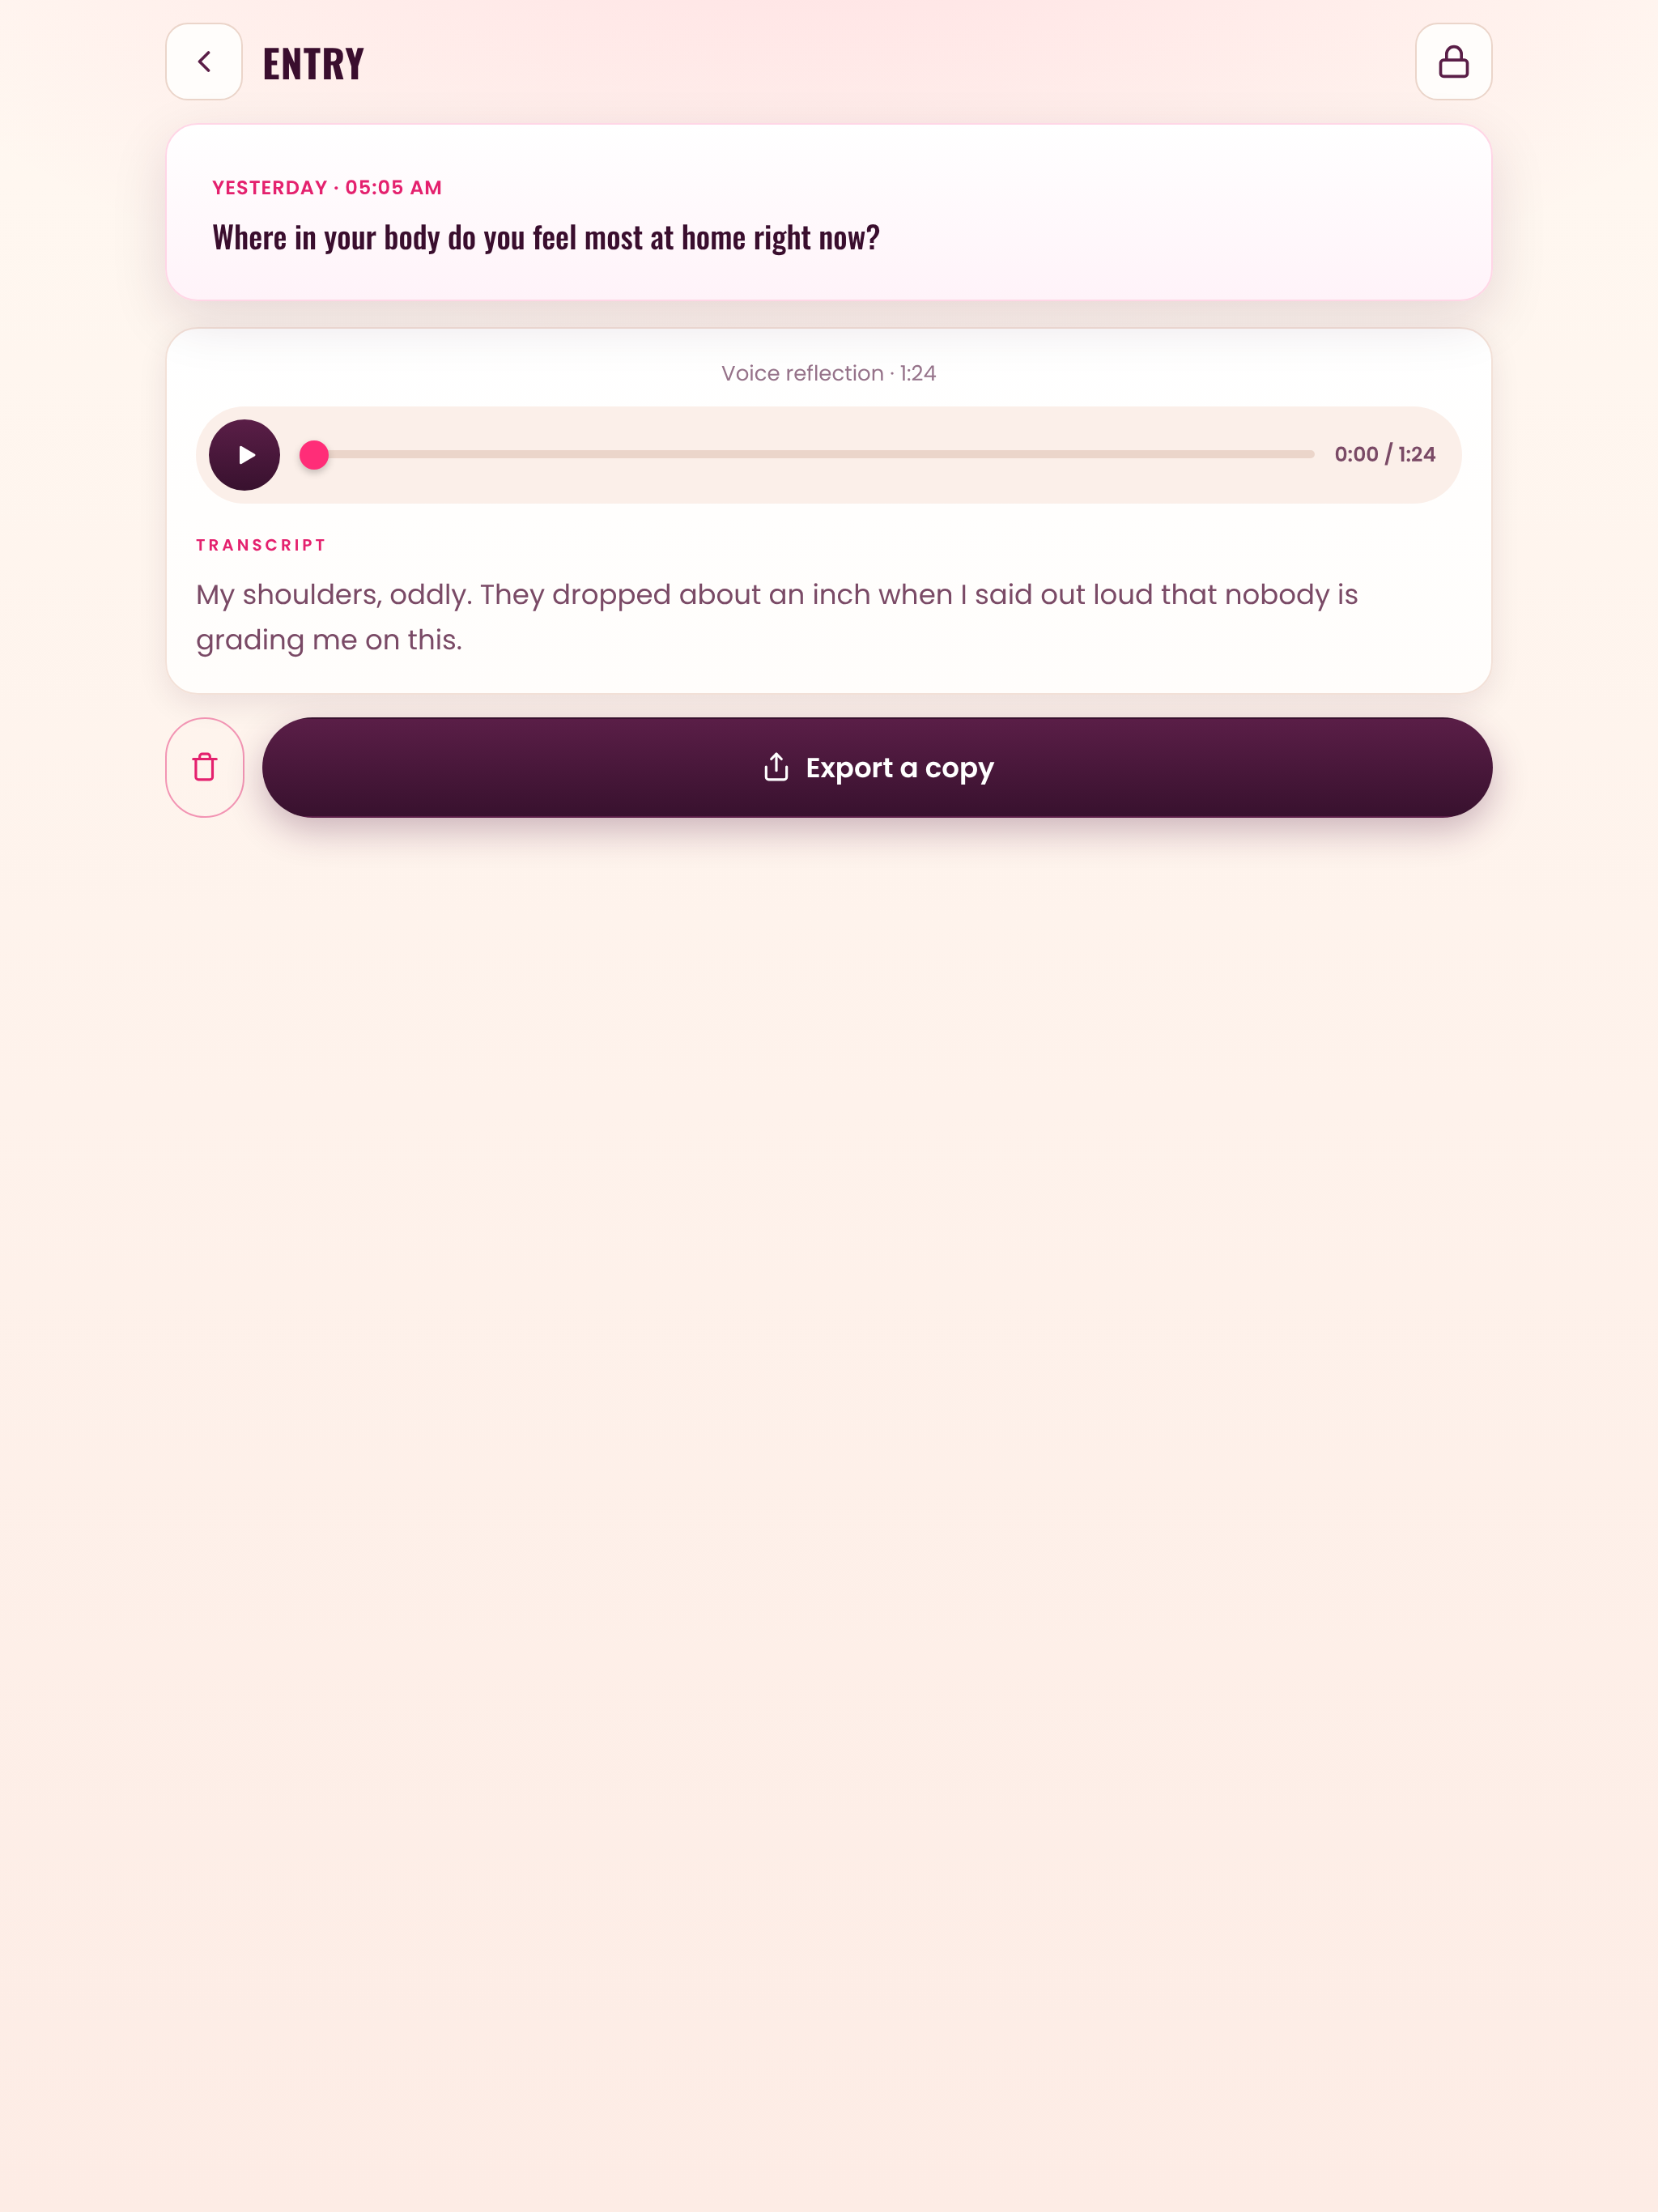 ENTRY
YESTERDAY · 05:05 AM
Where in your body do you feel most at home right now?
Voice reflection · 1:24
0:00 / 1:24
TRANSCRIPT
My shoulders, oddly. They dropped about an inch when I said out loud that nobody is
grading me on this.
Export a copy